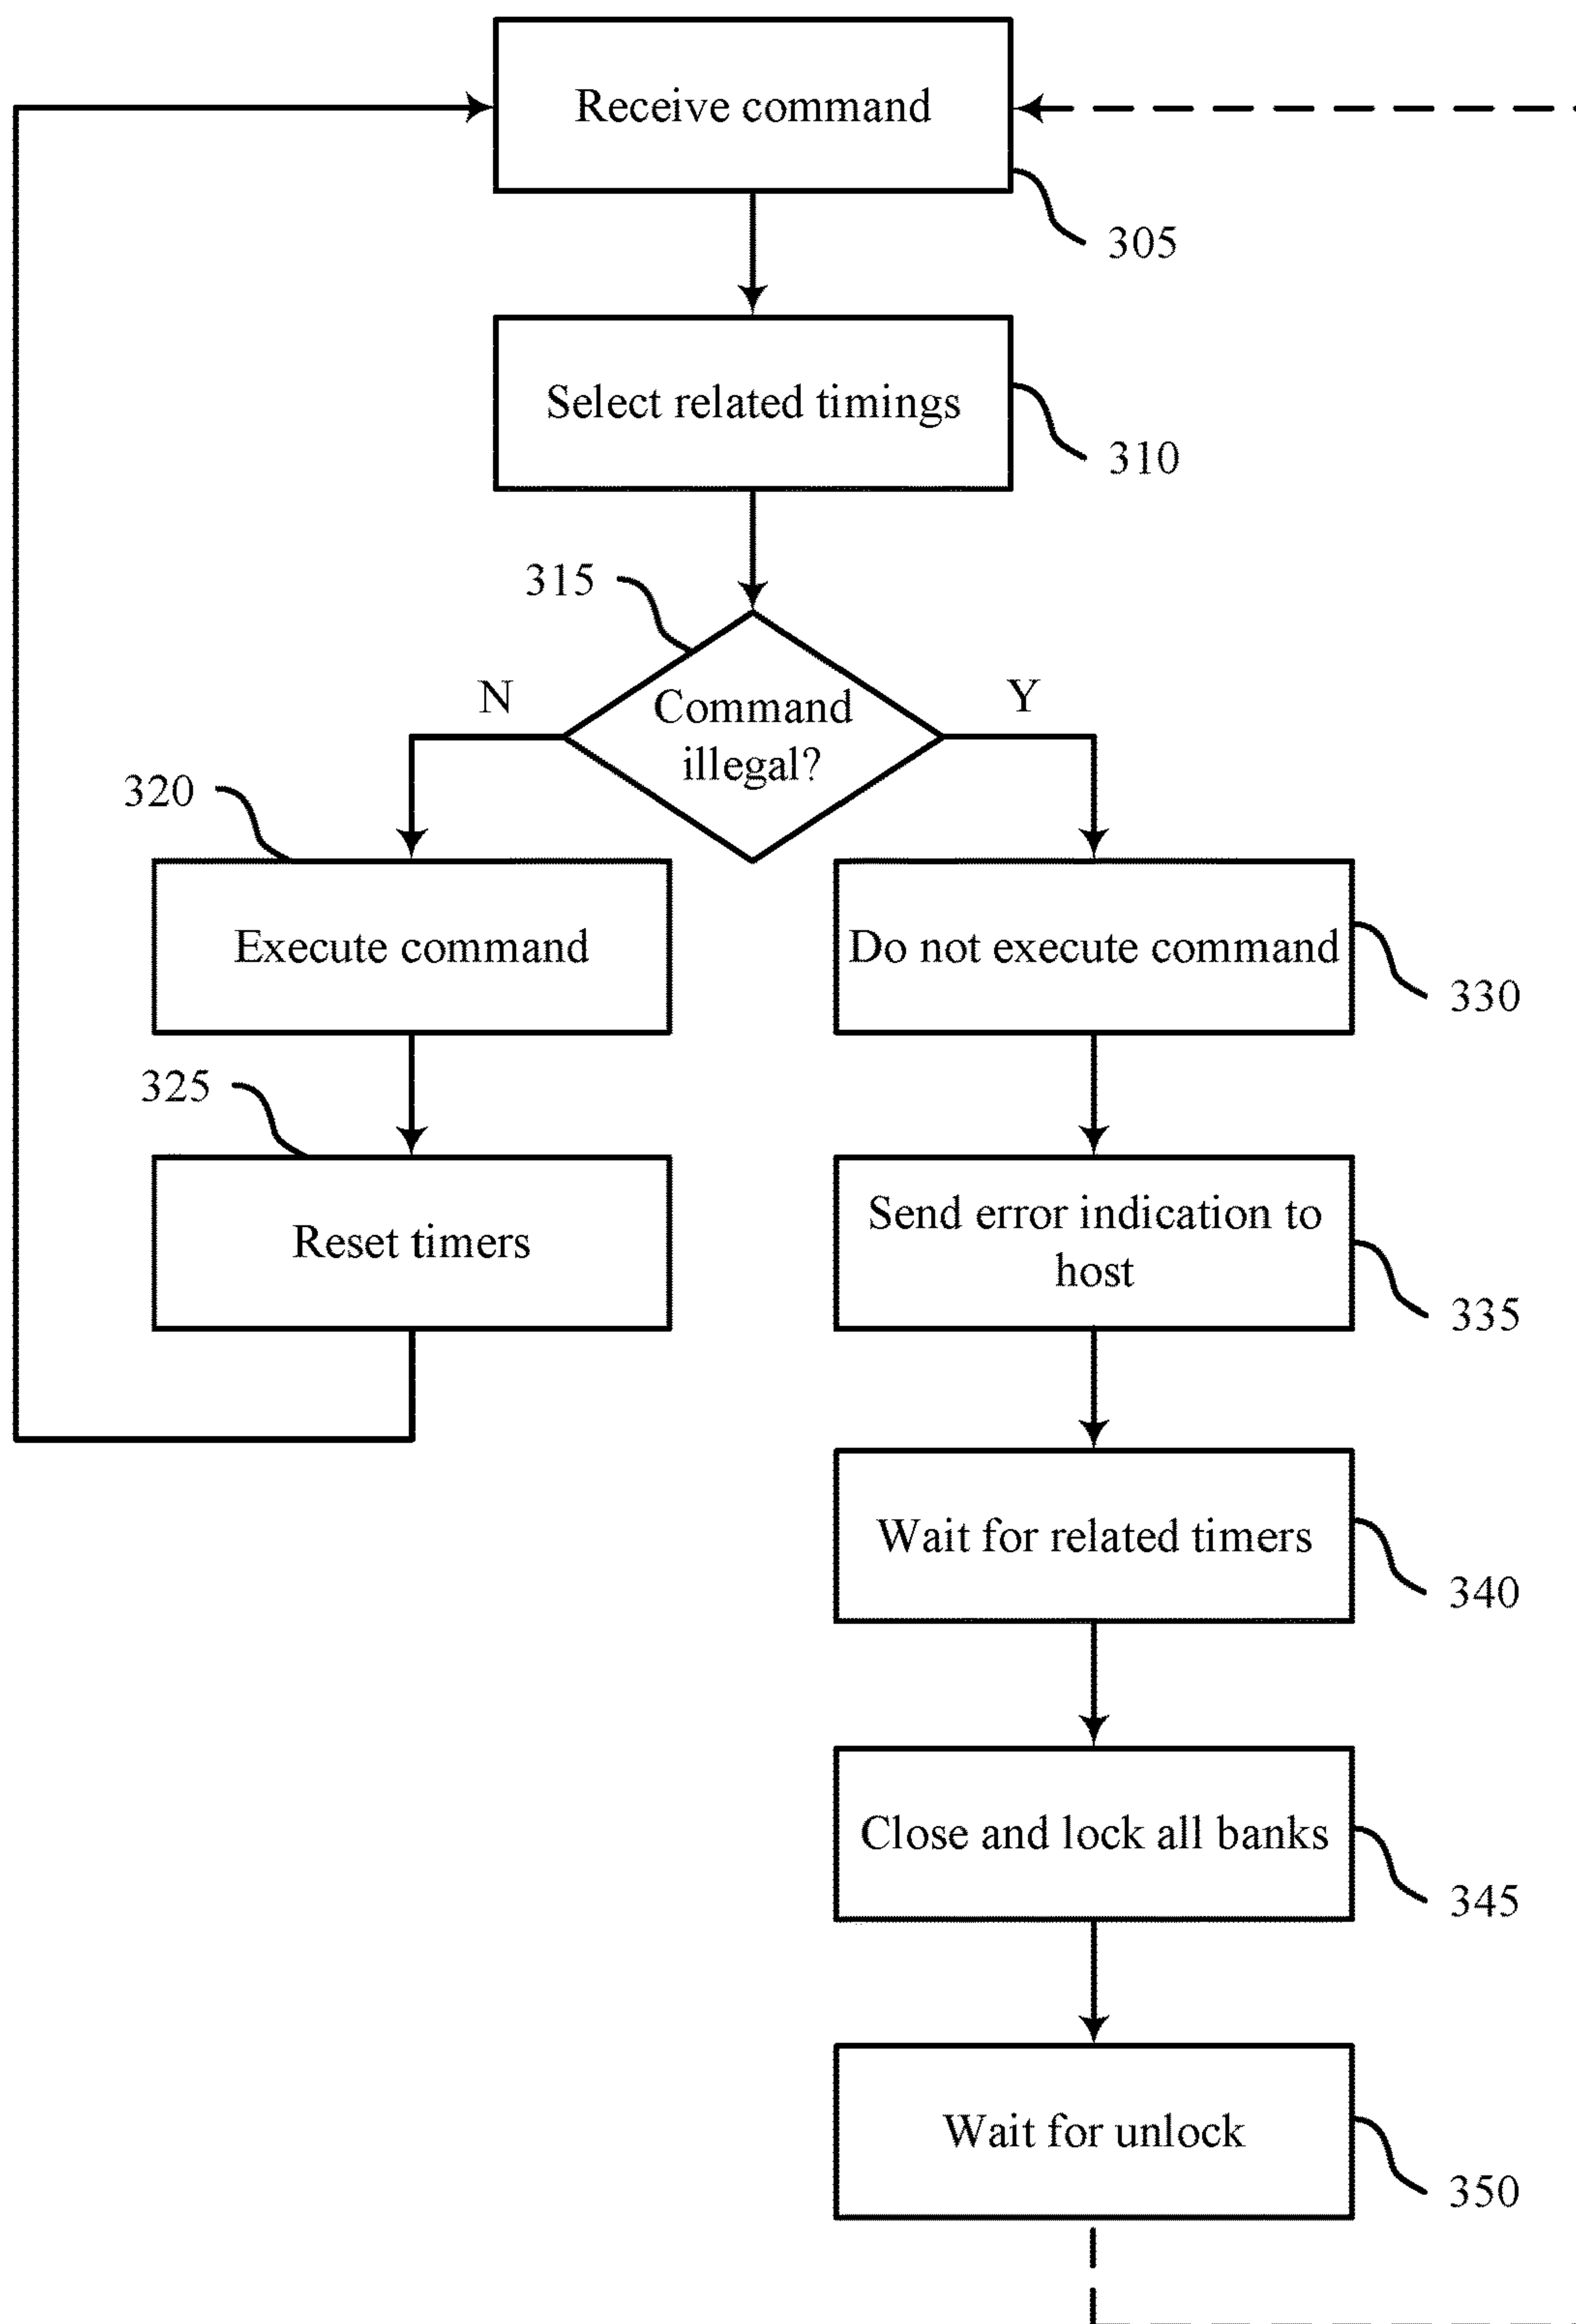 Receive command
305
Select related timings
310
315
N
Command
illegal?
Y
320
Execute command
Do not execute command
330
325
Reset timers
Send error indication to
host
335
Wait for related timers
340
Close and lock all banks
345
Wait for unlock
350